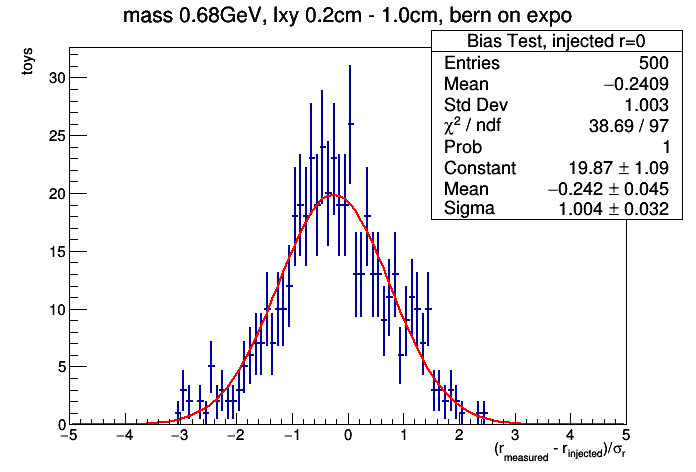 mass 0.68GeV, lxy 0.2cm - 1.0cm, bern on expo
Bias Test, injected r=0
Entries 500
Mean −0.2409
Std Dev 1.003
χ² / ndf 38.69 / 97
Prob 1
Constant 19.87 ± 1.09
Mean −0.242 ± 0.045
Sigma 1.004 ± 0.032
toys
30
25
20
15
10
5
0
−5 −4 −3 −2 −1 0 1 2 3 4 5
(r_measured - r_injected)/σ_r